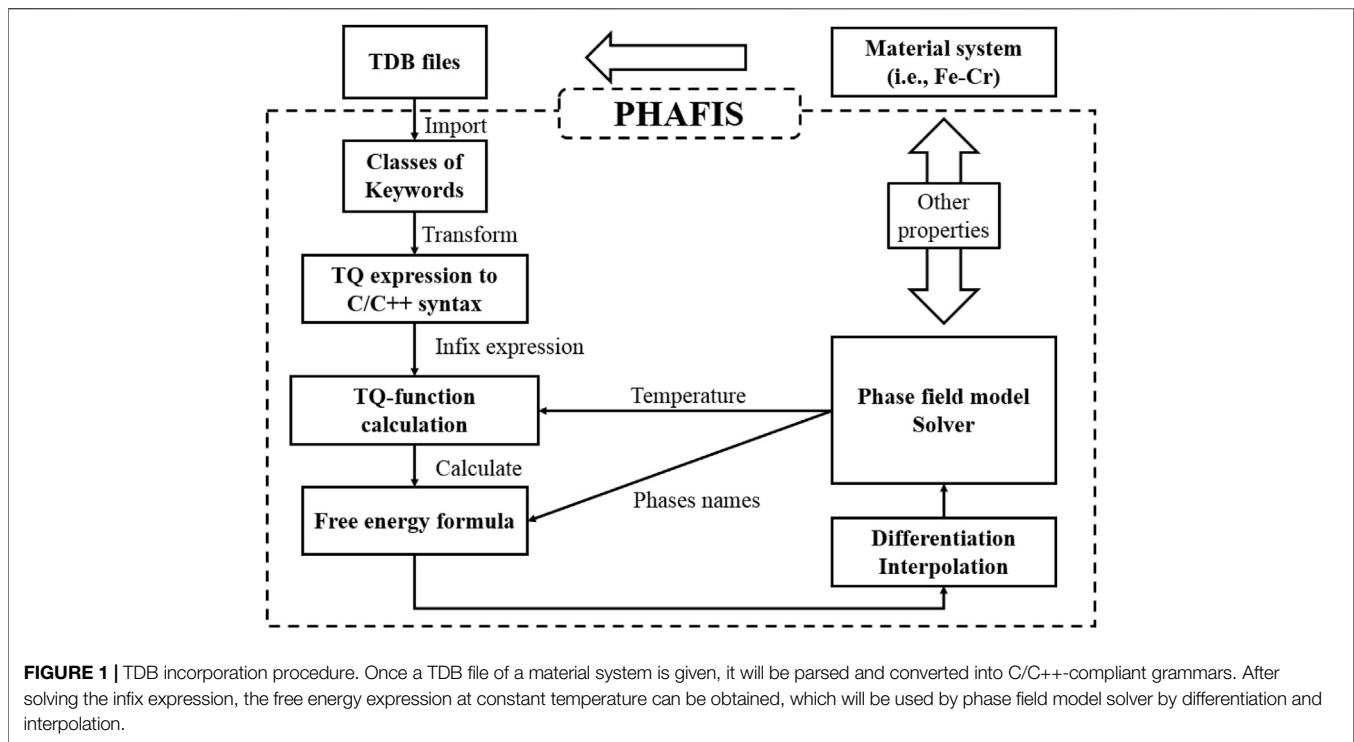 TDB files
Material system
(i.e., Fe-Cr)
PHAFIS
Import
Classes of
Keywords
Other
properties
Transform
TQ expression to
C/C++ syntax
Infix expression
TQ-function
calculation
Temperature
Phase field model
Solver
Calculate
Phases names
Free energy formula
Differentiation
Interpolation
FIGURE 1 | TDB incorporation procedure. Once a TDB file of a material system is given, it will be parsed and converted into C/C++-compliant grammars. After
solving the infix expression, the free energy expression at constant temperature can be obtained, which will be used by phase field model solver by differentiation and
interpolation.